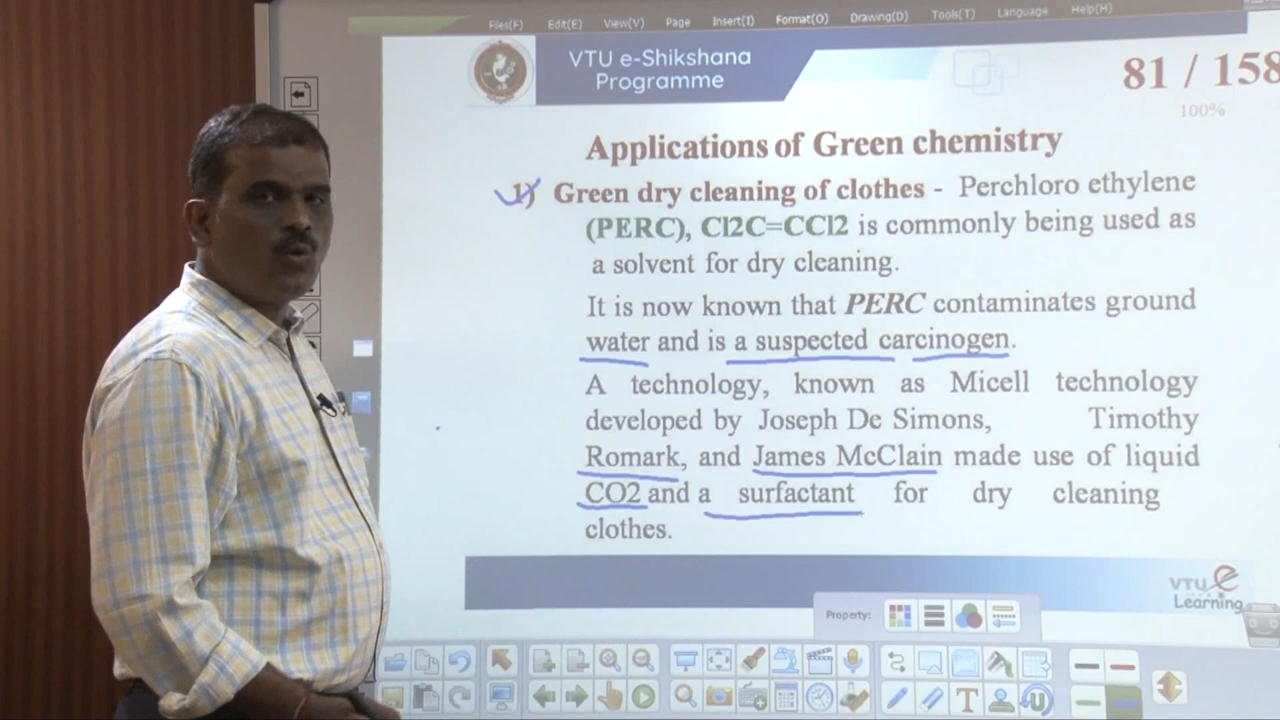 Files(F) Edit(E) View(V) Page Insert(I) Format(O) Drawing(D) Tools(T) Language Help(H)
VTU e-Shikshana
Programme
81 / 158
100%
Applications of Green chemistry
1) Green dry cleaning of clothes - Perchloro ethylene
(PERC), Cl2C=CCl2 is commonly being used as
a solvent for dry cleaning.
It is now known that PERC contaminates ground
water and is a suspected carcinogen.
A technology, known as Micell technology
developed by Joseph De Simons, Timothy
Romark, and James McClain made use of liquid
CO2 and a surfactant for dry cleaning
clothes.
VTU e
Learning
Property: